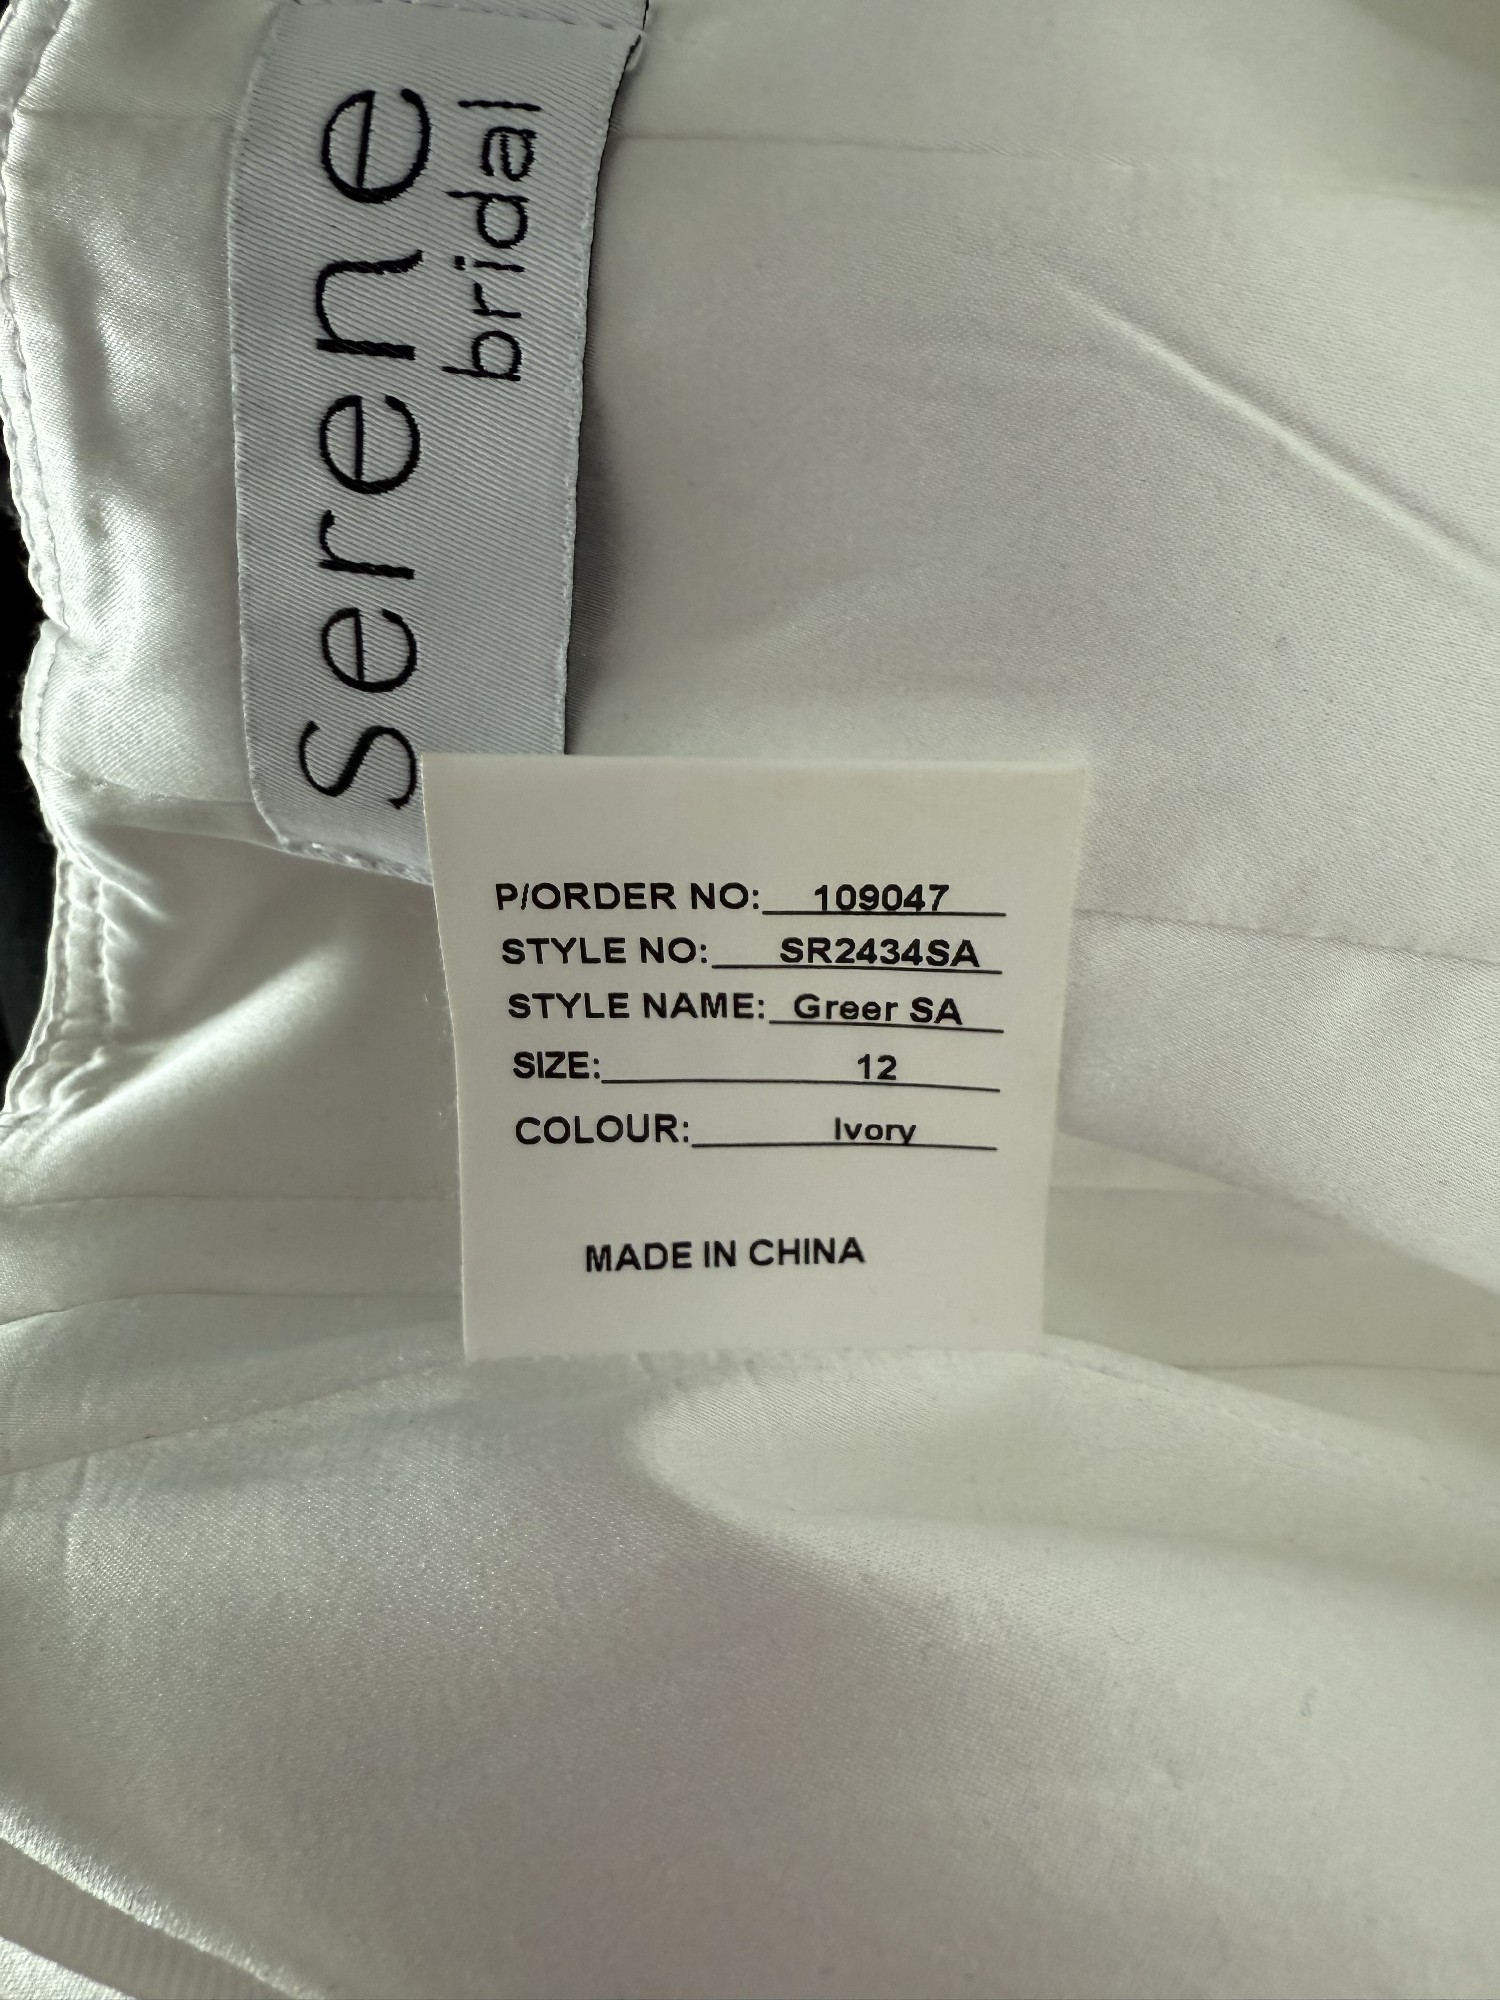 Serene
bridal
P/ORDER NO: 109047
STYLE NO: SR2434SA
STYLE NAME: Greer SA
SIZE: 12
COLOUR: Ivory
MADE IN CHINA